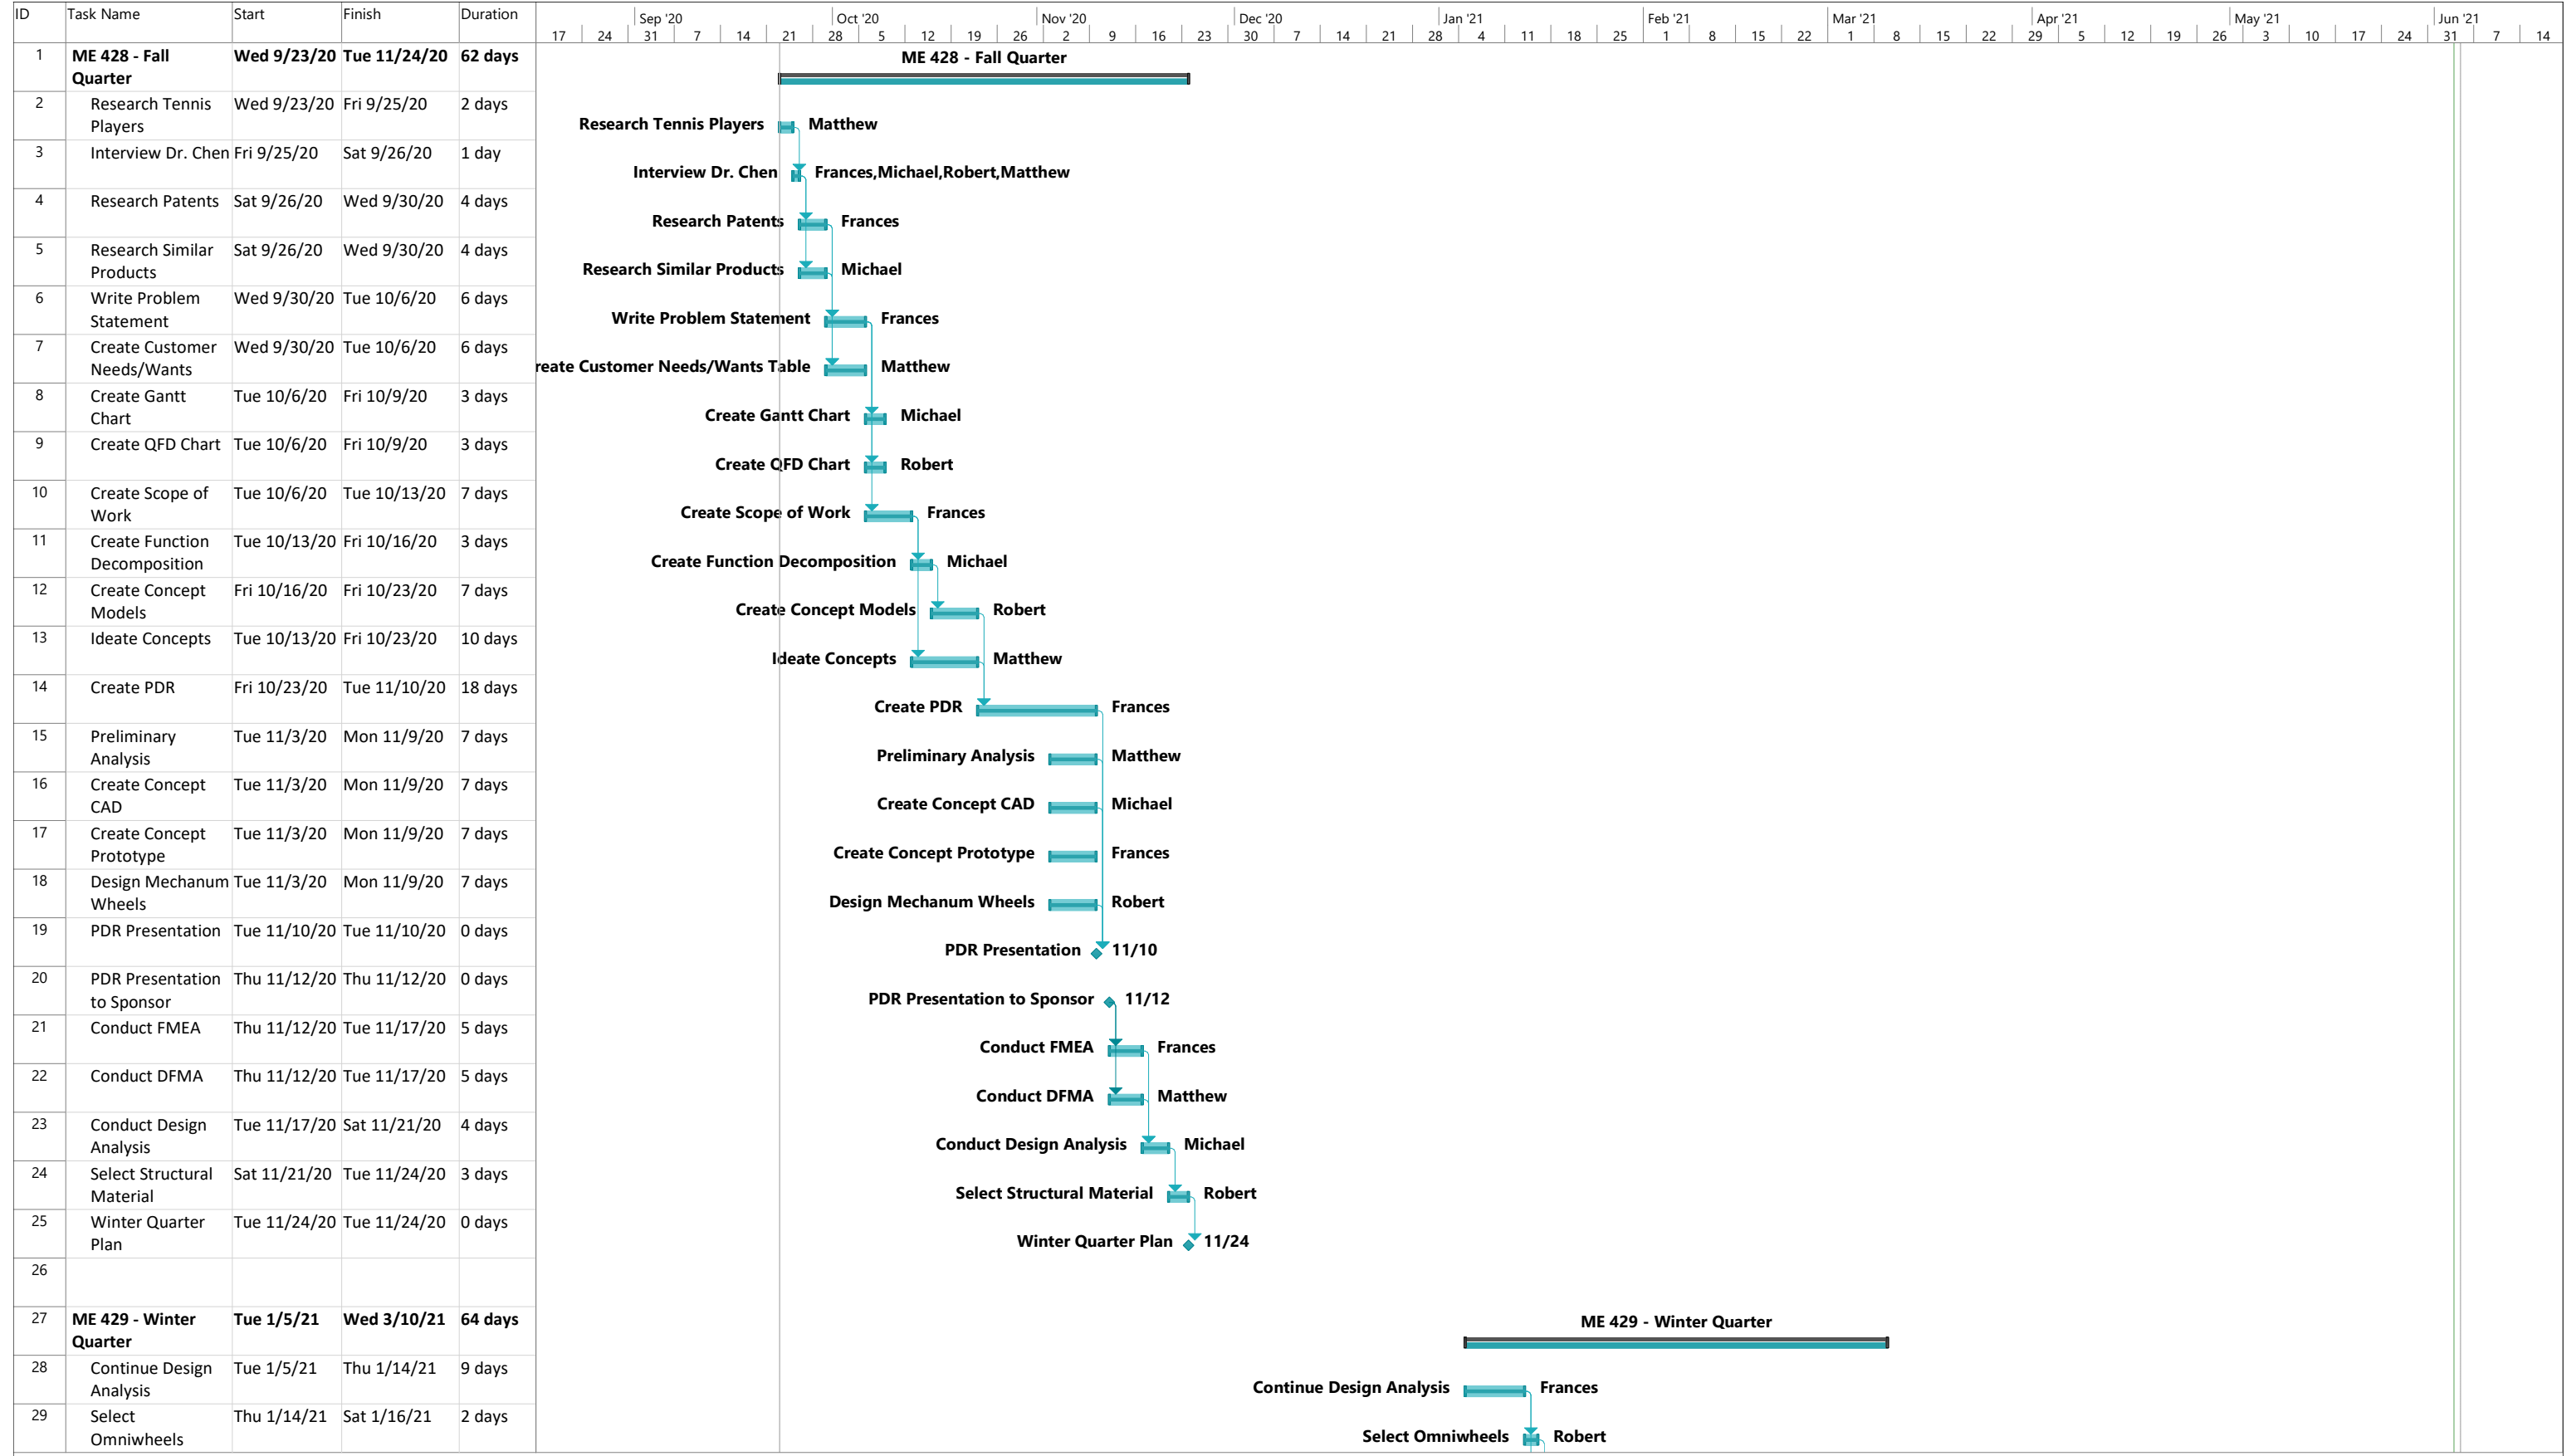 ID Task Name Start Finish Duration
Sep '20 Oct '20 Nov '20 Dec '20 Jan '21 Feb '21 Mar '21 Apr '21 May '21 Jun '21
17 24 31 7 14 21 28 5 12 19 26 2 9 16 23 30 7 14 21 28 4 11 18 25 1 8 15 22 1 8 15 22 29 5 12 19 26 3 10 17 24 31 7 14
1 ME 428 - Fall Wed 9/23/20 Tue 11/24/20 62 days ME 428 - Fall Quarter
Quarter
2 Research Tennis Wed 9/23/20 Fri 9/25/20 2 days
Players
Research Tennis Players Matthew
3 Interview Dr. Chen Fri 9/25/20 Sat 9/26/20 1 day
Interview Dr. Chen Frances,Michael,Robert,Matthew
4 Research Patents Sat 9/26/20 Wed 9/30/20 4 days
Research Patents Frances
5 Research Similar Sat 9/26/20 Wed 9/30/20 4 days
Products
Research Similar Products Michael
6 Write Problem Wed 9/30/20 Tue 10/6/20 6 days
Statement
Write Problem Statement Frances
7 Create Customer Wed 9/30/20 Tue 10/6/20 6 days
Needs/Wants
reate Customer Needs/Wants Table Matthew
8 Create Gantt Tue 10/6/20 Fri 10/9/20 3 days
Chart
Create Gantt Chart Michael
9 Create QFD Chart Tue 10/6/20 Fri 10/9/20 3 days
Create QFD Chart Robert
10 Create Scope of Tue 10/6/20 Tue 10/13/20 7 days
Work
Create Scope of Work Frances
11 Create Function Tue 10/13/20 Fri 10/16/20 3 days
Decomposition
Create Function Decomposition Michael
12 Create Concept Fri 10/16/20 Fri 10/23/20 7 days
Models
Create Concept Models Robert
13 Ideate Concepts Tue 10/13/20 Fri 10/23/20 10 days
Ideate Concepts Matthew
14 Create PDR Fri 10/23/20 Tue 11/10/20 18 days
Create PDR Frances
15 Preliminary Tue 11/3/20 Mon 11/9/20 7 days
Analysis
Preliminary Analysis Matthew
16 Create Concept Tue 11/3/20 Mon 11/9/20 7 days
CAD
Create Concept CAD Michael
17 Create Concept Tue 11/3/20 Mon 11/9/20 7 days
Prototype
Create Concept Prototype Frances
18 Design Mechanum Tue 11/3/20 Mon 11/9/20 7 days
Wheels
Design Mechanum Wheels Robert
19 PDR Presentation Tue 11/10/20 Tue 11/10/20 0 days
PDR Presentation 11/10
20 PDR Presentation Thu 11/12/20 Thu 11/12/20 0 days
to Sponsor
PDR Presentation to Sponsor 11/12
21 Conduct FMEA Thu 11/12/20 Tue 11/17/20 5 days
Conduct FMEA Frances
22 Conduct DFMA Thu 11/12/20 Tue 11/17/20 5 days
Conduct DFMA Matthew
23 Conduct Design Tue 11/17/20 Sat 11/21/20 4 days
Analysis
Conduct Design Analysis Michael
24 Select Structural Sat 11/21/20 Tue 11/24/20 3 days
Material
Select Structural Material Robert
25 Winter Quarter Tue 11/24/20 Tue 11/24/20 0 days
Plan
Winter Quarter Plan 11/24
26
27 ME 429 - Winter Tue 1/5/21 Wed 3/10/21 64 days ME 429 - Winter Quarter
Quarter
28 Continue Design Tue 1/5/21 Thu 1/14/21 9 days
Analysis
Continue Design Analysis Frances
29 Select Thu 1/14/21 Sat 1/16/21 2 days
Omniwheels
Select Omniwheels Robert